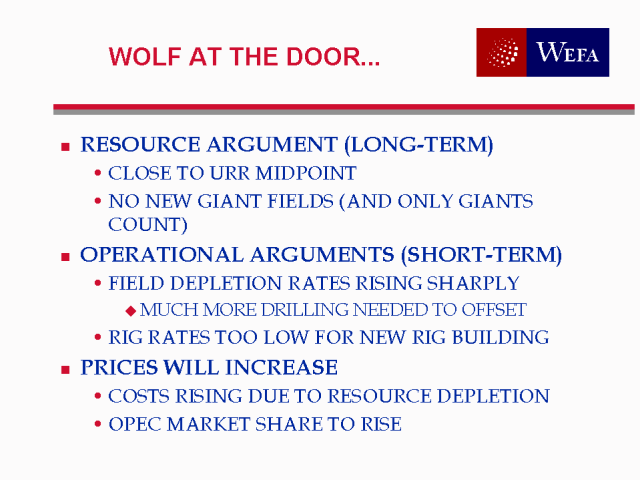 WOLF AT THE DOOR...
WEFA
RESOURCE ARGUMENT (LONG-TERM)
CLOSE TO URR MIDPOINT
NO NEW GIANT FIELDS (AND ONLY GIANTS
COUNT)
OPERATIONAL ARGUMENTS (SHORT-TERM)
FIELD DEPLETION RATES RISING SHARPLY
MUCH MORE DRILLING NEEDED TO OFFSET
RIG RATES TOO LOW FOR NEW RIG BUILDING
PRICES WILL INCREASE
COSTS RISING DUE TO RESOURCE DEPLETION
OPEC MARKET SHARE TO RISE